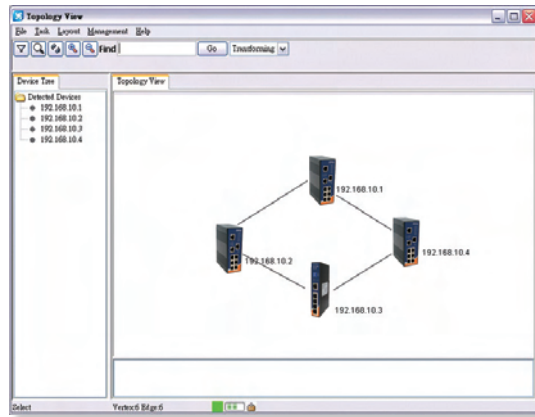 Topology View
File Task Layout Management Help
Find Go Transforming
Device Tree
Topology View
Detected Devices
192.168.10.1
192.168.10.2
192.168.10.3
192.168.10.4
192.168.10.1
192.168.10.2
192.168.10.4
192.168.10.3
Select Vertex:6 Edge:6